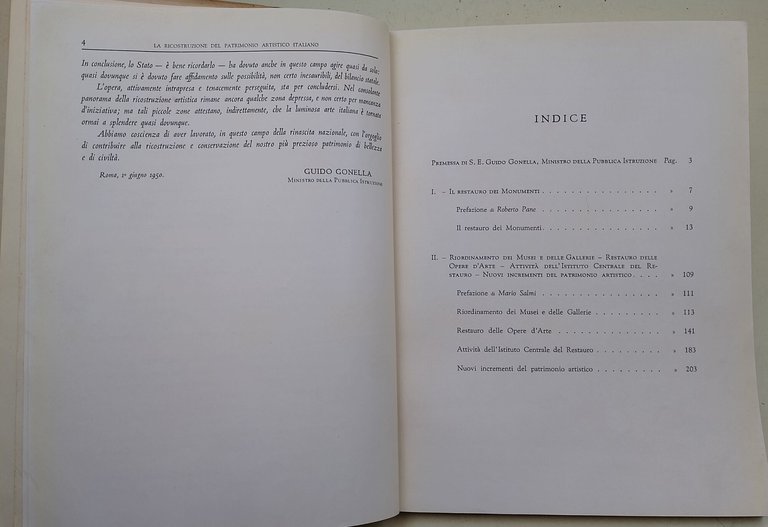 4 LA RICOSTRUZIONE DEL PATRIMONIO ARTISTICO ITALIANO
In conclusione, lo Stato — è bene ricordarlo — ha dovuto anche in questo campo agire quasi da solo:
quasi dovunque si è dovuto fare affidamento sulle possibilità, non certo inesauribili, del bilancio statale.
L'opera, attivamente intrapresa e tenacemente perseguita, sta per concludersi. Nel consolante
panorama della ricostruzione artistica rimane ancora qualche zona depressa, e non certo per mancanza
d'iniziativa; ma tali piccole zone attestano, indirettamente, che la luminosa arte italiana è tornata
ormai a splendere quasi dovunque.
Abbiamo coscienza di aver lavorato, in questo campo della rinascita nazionale, con l'orgoglio
di contribuire alla ricostruzione e conservazione del nostro più prezioso patrimonio di bellezza
e di civiltà.
Roma, 1º giugno 1950.
GUIDO GONELLA
MINISTRO DELLA PUBBLICA ISTRUZIONE
INDICE
PREMESSA DI S. E. GUIDO GONELLA, MINISTRO DELLA PUBBLICA ISTRUZIONE Pag. 3
I. – IL RESTAURO DEI MONUMENTI . . . . . . . . . . . . . . . . » 7
Prefazione di Roberto Pane . . . . . . . . . . . . . . . . » 9
Il restauro dei Monumenti . . . . . . . . . . . . . . . . » 13
II. – RIORDINAMENTO DEI MUSEI E DELLE GALLERIE – RESTAURO DELLE
OPERE D'ARTE – ATTIVITÀ DELL'ISTITUTO CENTRALE DEL RE-
STAURO – NUOVI INCREMENTI DEL PATRIMONIO ARTISTICO . . . . » 109
Prefazione di Mario Salmi . . . . . . . . . . . . . . . . » 111
Riordinamento dei Musei e delle Gallerie . . . . . . . . . » 113
Restauro delle Opere d'Arte . . . . . . . . . . . . . . » 141
Attività dell'Istituto Centrale del Restauro . . . . . . . . . » 183
Nuovi incrementi del patrimonio artistico . . . . . . . . . » 203